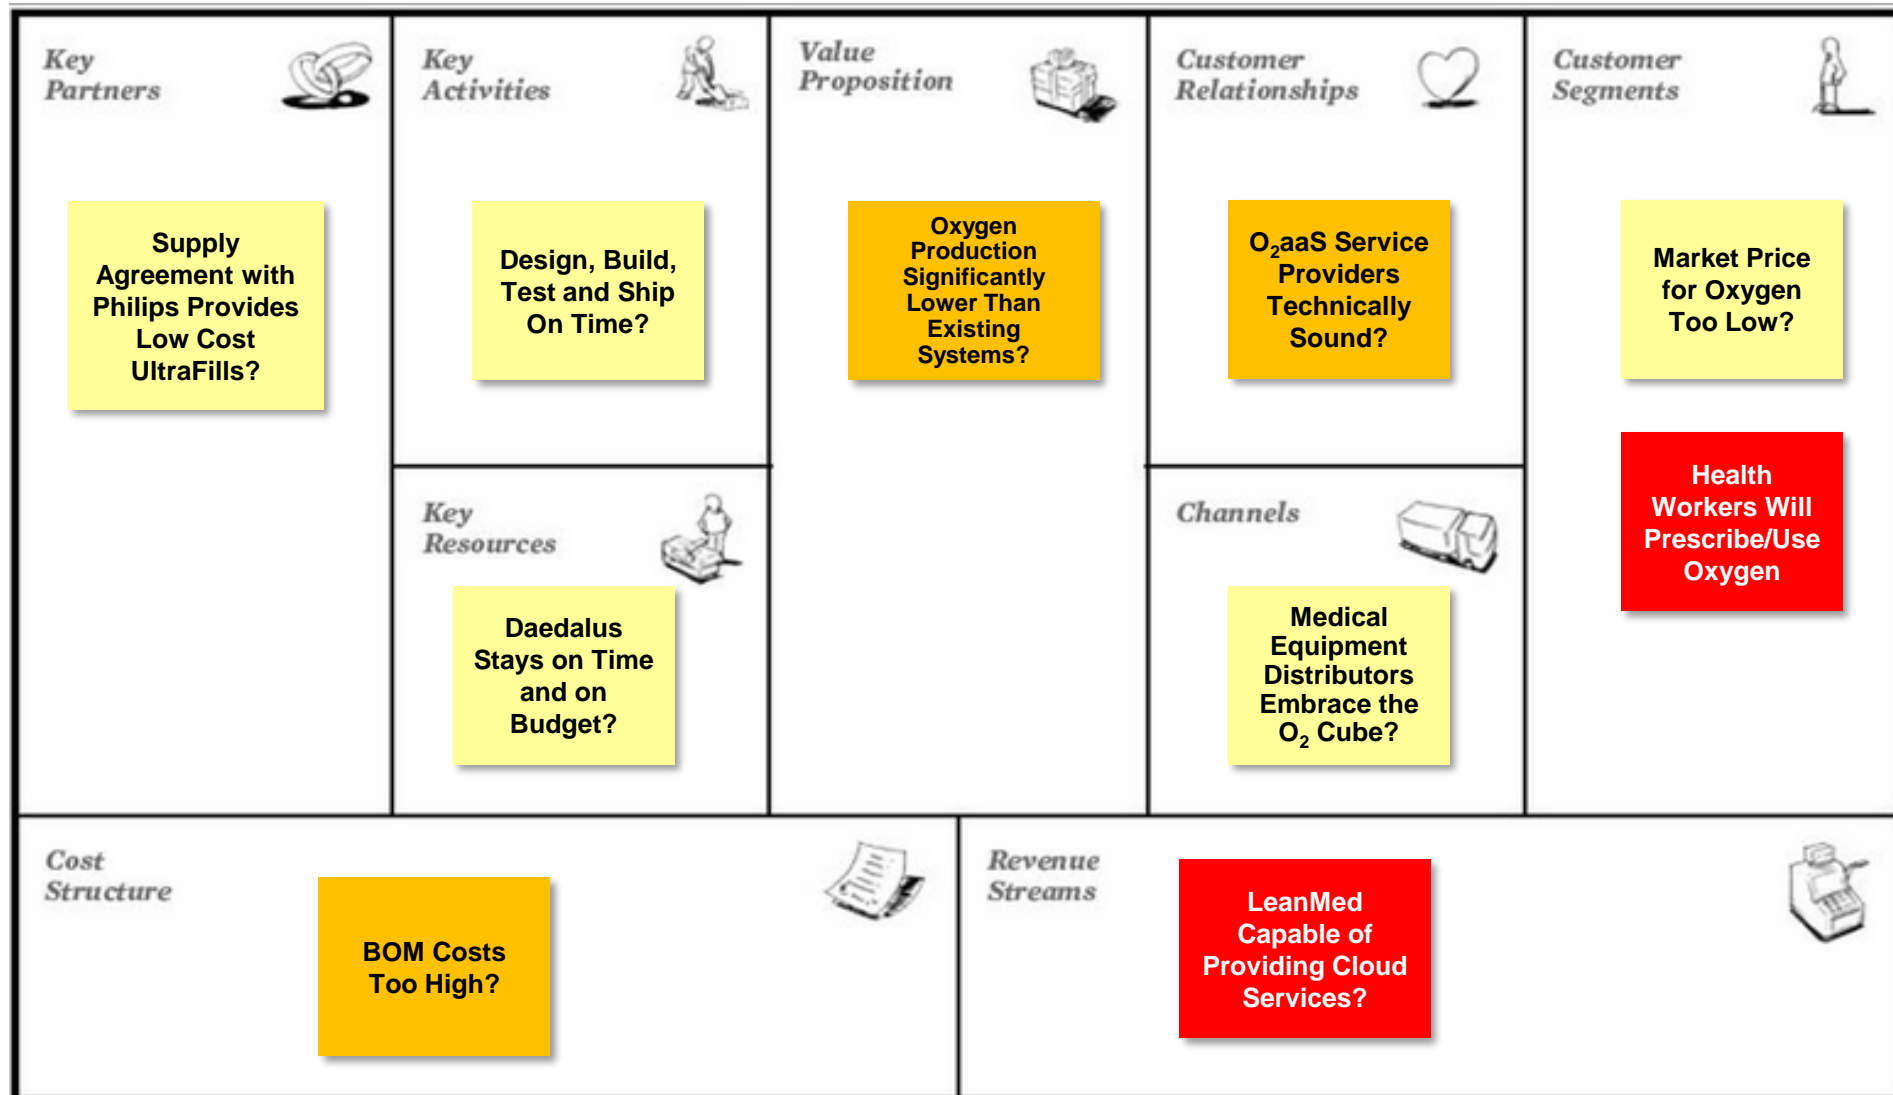 Key
Partners
Supply
Agreement with
Philips Provides
Low Cost
UltraFills?
Key
Activities
Design, Build,
Test and Ship
On Time?
Key
Resources
Daedalus
Stays on Time
and on
Budget?
Value
Proposition
Oxygen
Production
Significantly
Lower Than
Existing
Systems?
Customer
Relationships
O₂aaS Service
Providers
Technically
Sound?
Channels
Medical
Equipment
Distributors
Embrace the
O₂ Cube?
Customer
Segments
Market Price
for Oxygen
Too Low?
Health
Workers Will
Prescribe/Use
Oxygen
Cost
Structure
BOM Costs
Too High?
Revenue
Streams
LeanMed
Capable of
Providing Cloud
Services?